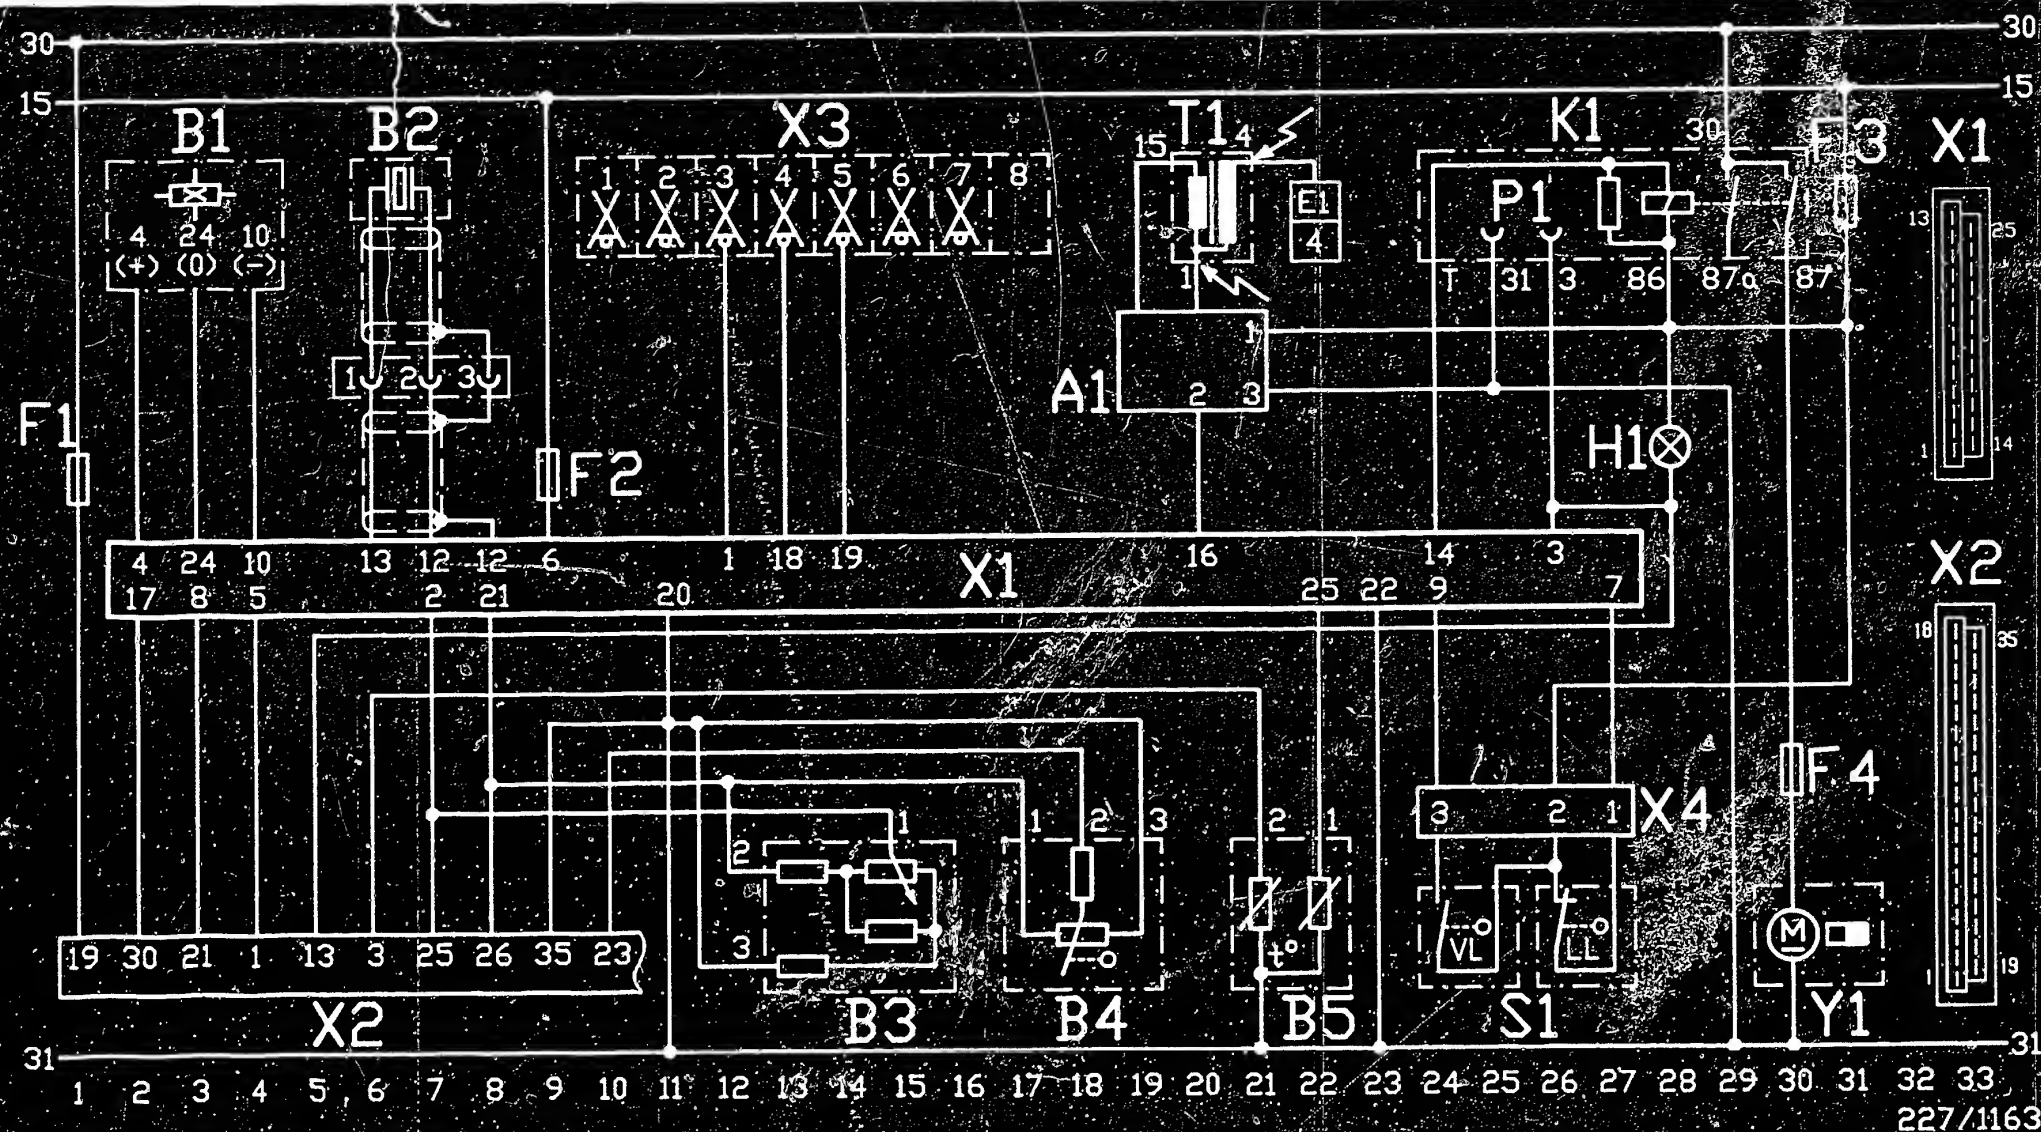 30 30
15 15
B1 B2 X3 T1 K1 F3 X1
15 4 30
1 2 3 4 5 6 7 8
P1 E1
4
13 25
4 24 10
(+) (0) (-)
1 T 31 3 86 87a 87
1
1 2 3 A1 2 3
F1 F2 H1
1 14
4 24 10 13 12 12 6 1 18 19 X1 16 14 3
17 8 5 2 21 20 25 22 9 7
X2
18 35
F4
1 1 2 3 2 1 3 2 1 X4
2
3 t° VL LL M
19 30 21 1 13 3 25 26 35 23
1 19
X2 B3 B4 B5 S1 Y1
31 31
1 2 3 4 5 6 7 8 9 10 11 12 13 14 15 16 17 18 19 20 21 22 23 24 25 26 27 28 29 30 31 32 33
227/1163